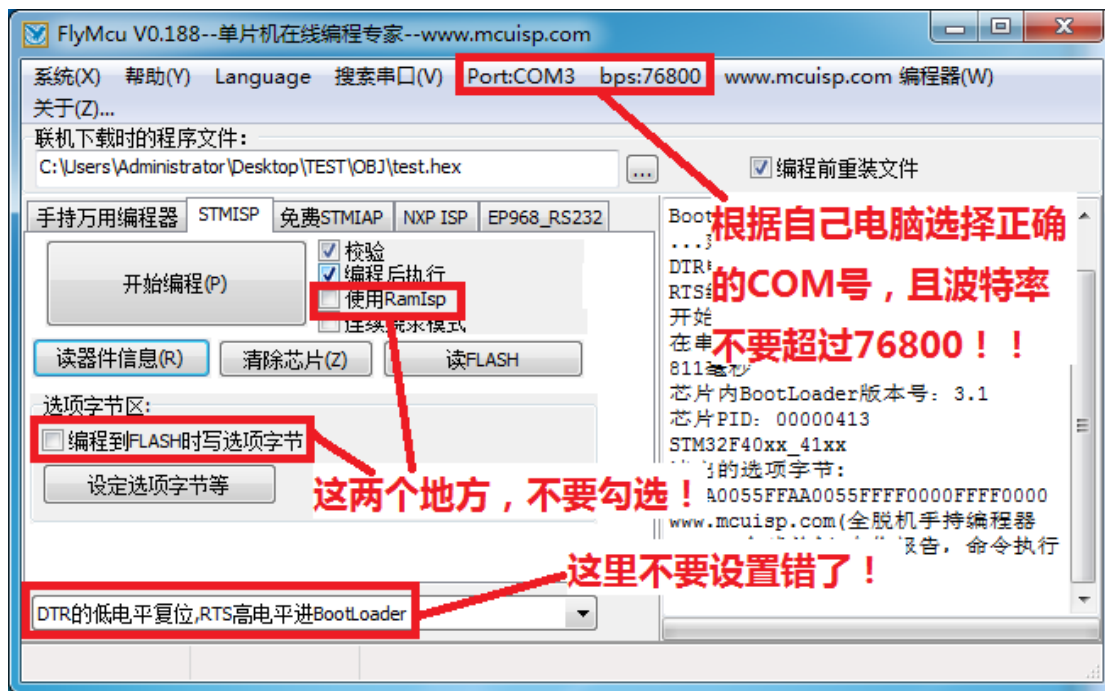 FlyMcu V0.188--单片机在线编程专家--www.mcuisp.com
系统(X) 帮助(Y) Language 搜索串口(V) Port:COM3 bps:76800 www.mcuisp.com 编程器(W)
关于(Z)...
联机下载时的程序文件:
C:\Users\Administrator\Desktop\TEST\OBJ\test.hex
...
编程前重装文件
手持万用编程器 STMISP 免费STMIAP NXP ISP EP968_RS232
开始编程(P)
校验
编程后执行
使用RamIsp
读器件信息(R) 清除芯片(Z) 读FLASH
选项字节区:
编程到FLASH时写选项字节
设定选项字节等
这两个地方，不要勾选！
DTR的低电平复位,RTS高电平进BootLoader
这里不要设置错了！
根据自己电脑选择正确
的COM号，且波特率
不要超过76800！！
Boot
DTR
RTS
开始
在串
811毫秒
芯片内BootLoader版本号: 3.1
芯片PID: 00000413
STM32F40xx_41xx
的选项字节:
A0055FFAA0055FFFF0000FFFF0000
www.mcuisp.com(全脱机手持编程器
报告, 命令执行